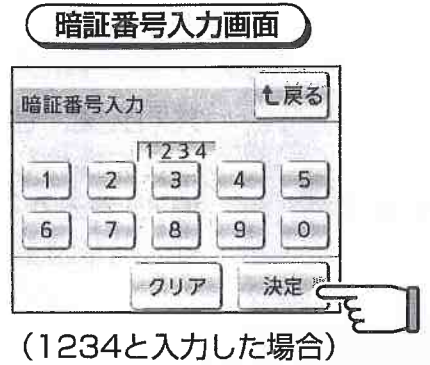 暗証番号入力画面
暗証番号入力
戻る
1234
1 2 3 4 5
6 7 8 9 0
クリア 決定
(1234と入力した場合)